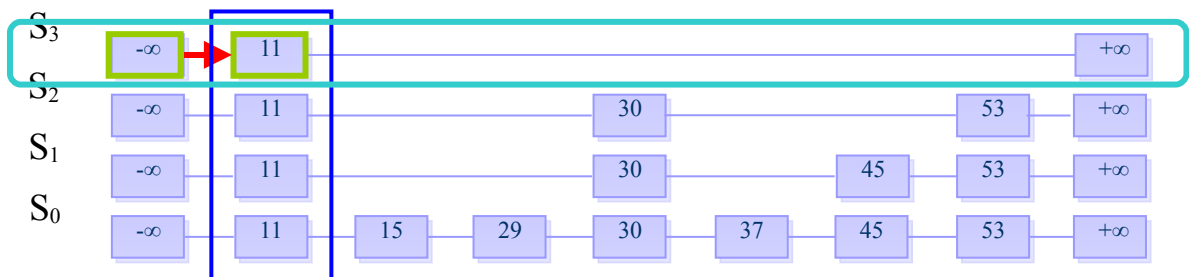 S₃ -∞ 11 +∞
S₂ -∞ 11 30 53 +∞
S₁ -∞ 11 30 45 53 +∞
S₀ -∞ 11 15 29 30 37 45 53 +∞